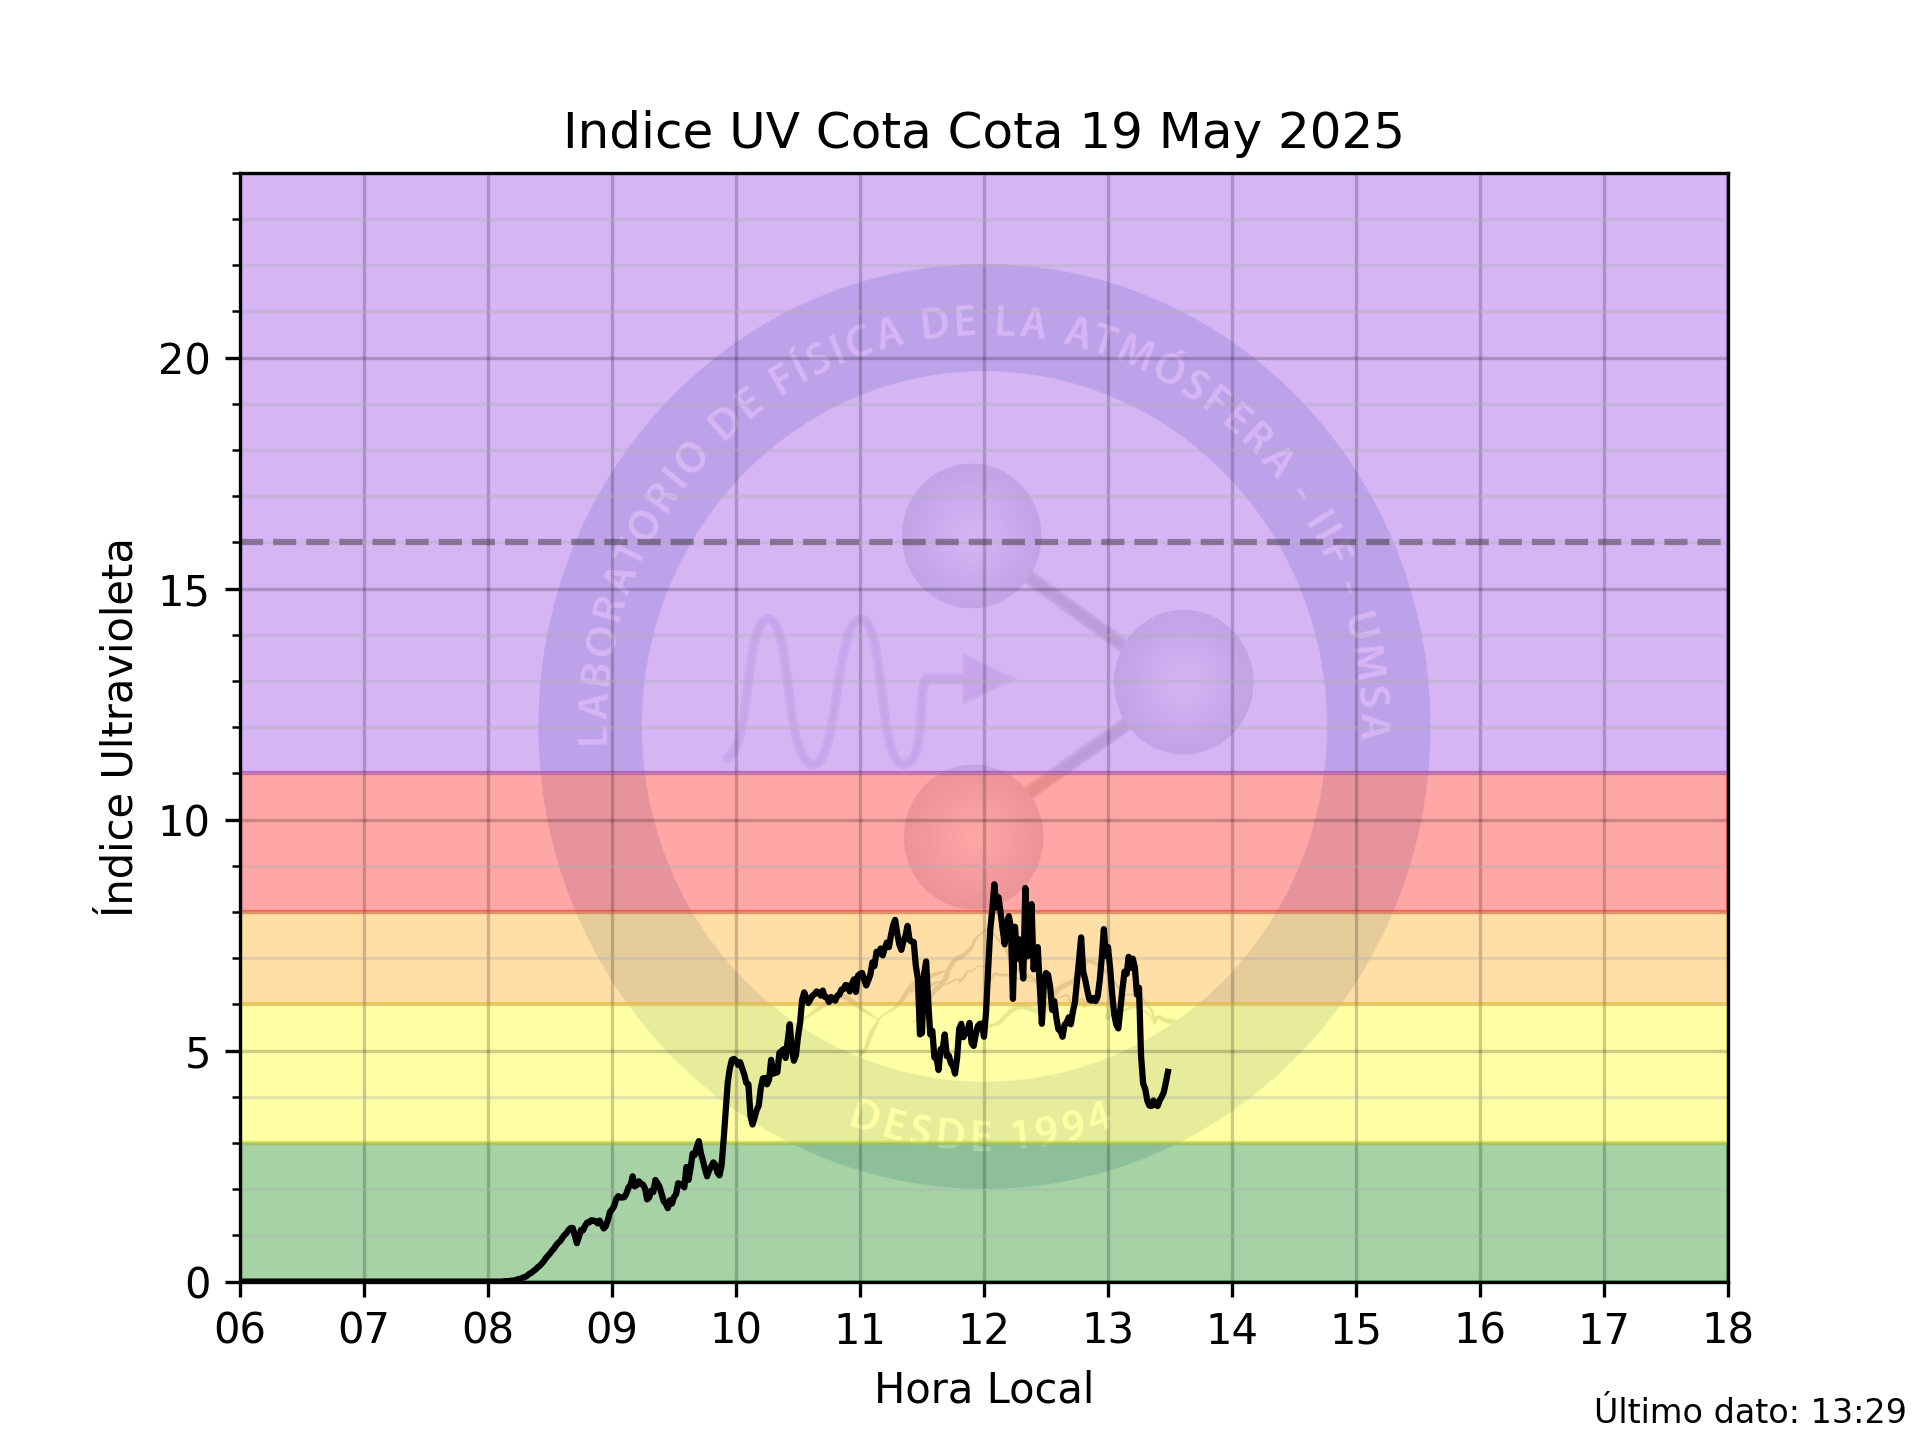 Indice UV Cota Cota 19 May 2025
LABORATORIO DE FÍSICA DE LA ATMÓSFERA - IIF - UMSA
20
15
10
5
0
Índice Ultravioleta
DESDE 1994
06 07 08 09 10 11 12 13 14 15 16 17 18
Hora Local
Último dato: 13:29